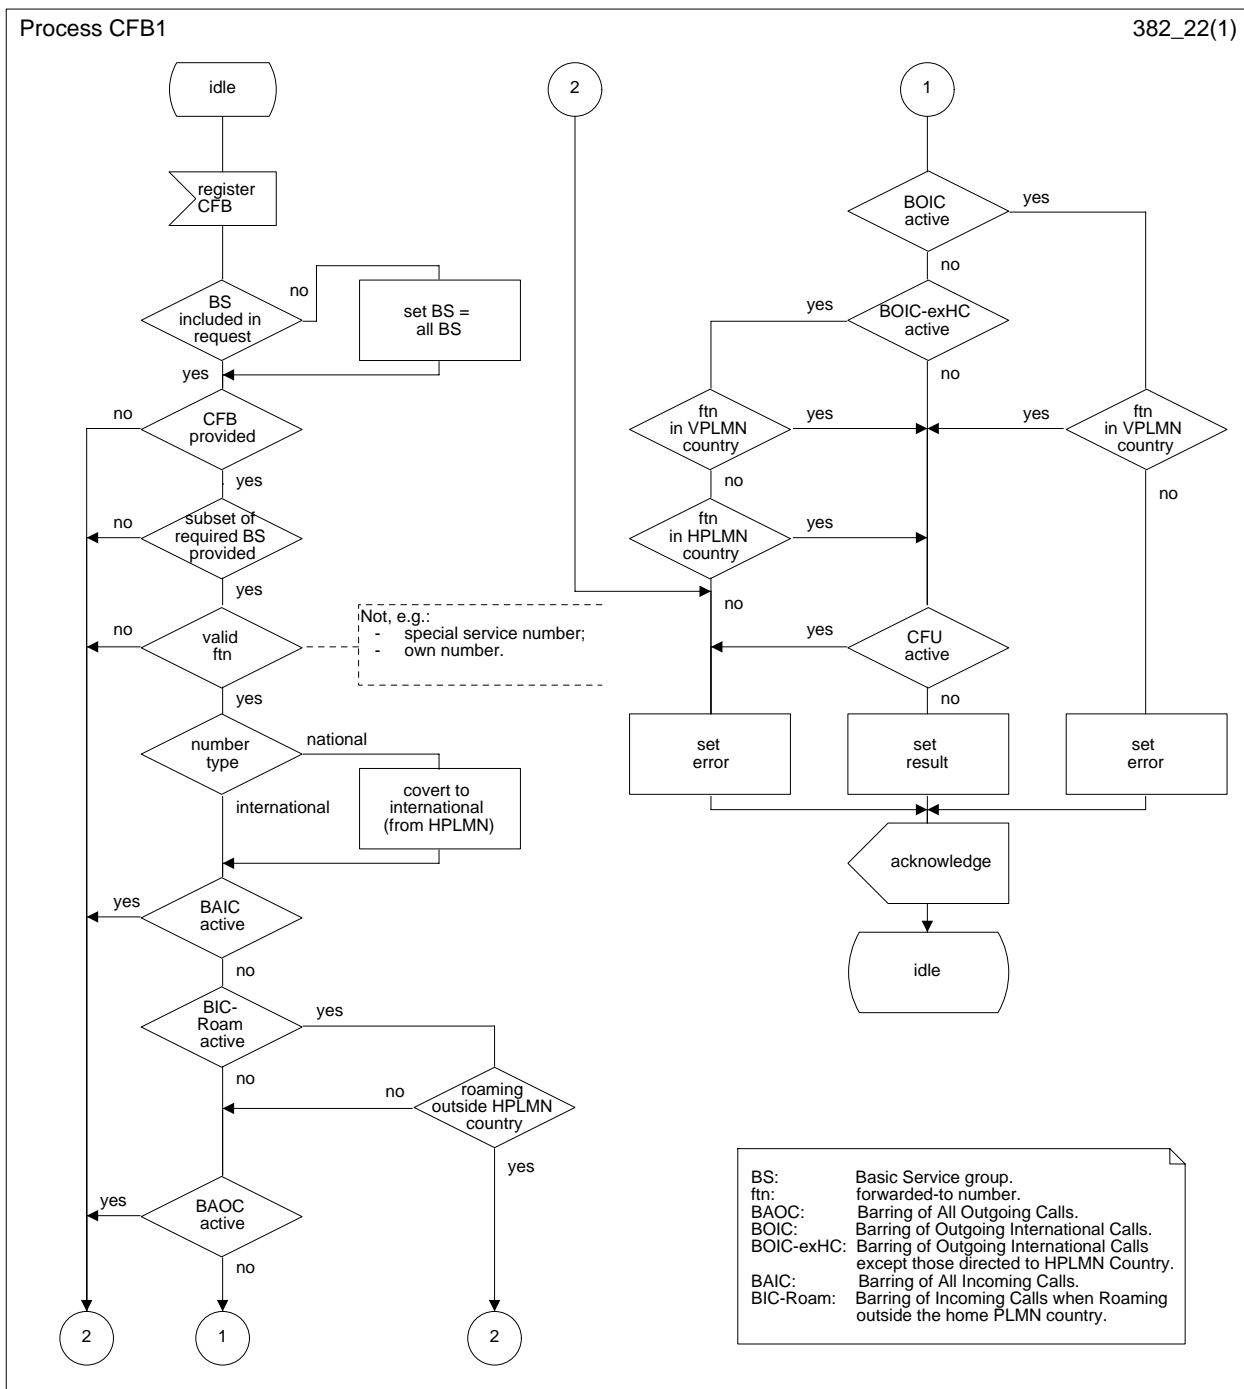 Process CFB1
382_22(1)
idle
register
CFB
BS
included in
request
no
set BS =
all BS
yes
no
CFB
provided
yes
no
subset of
required BS
provided
yes
no
valid
ftn
Not, e.g.:
- special service number;
- own number.
yes
number
type
national
international
covert to
international
(from HPLMN)
yes
BAIC
active
no
BIC-
Roam
active
yes
no
no
roaming
outside HPLMN
country
yes
yes
BAOC
active
no
2
1
2
2
1
BOIC
active
yes
no
yes
BOIC-exHC
active
no
ftn
in VPLMN
country
yes
yes
ftn
in VPLMN
country
no
no
ftn
in HPLMN
country
yes
no
yes
CFU
active
no
set
error
set
result
set
error
acknowledge
idle
BS: Basic Service group.
ftn: forwarded-to number.
BAOC: Barring of All Outgoing Calls.
BOIC: Barring of Outgoing International Calls.
BOIC-exHC: Barring of Outgoing International Calls
except those directed to HPLMN Country.
BAIC: Barring of All Incoming Calls.
BIC-Roam: Barring of Incoming Calls when Roaming
outside the home PLMN country.